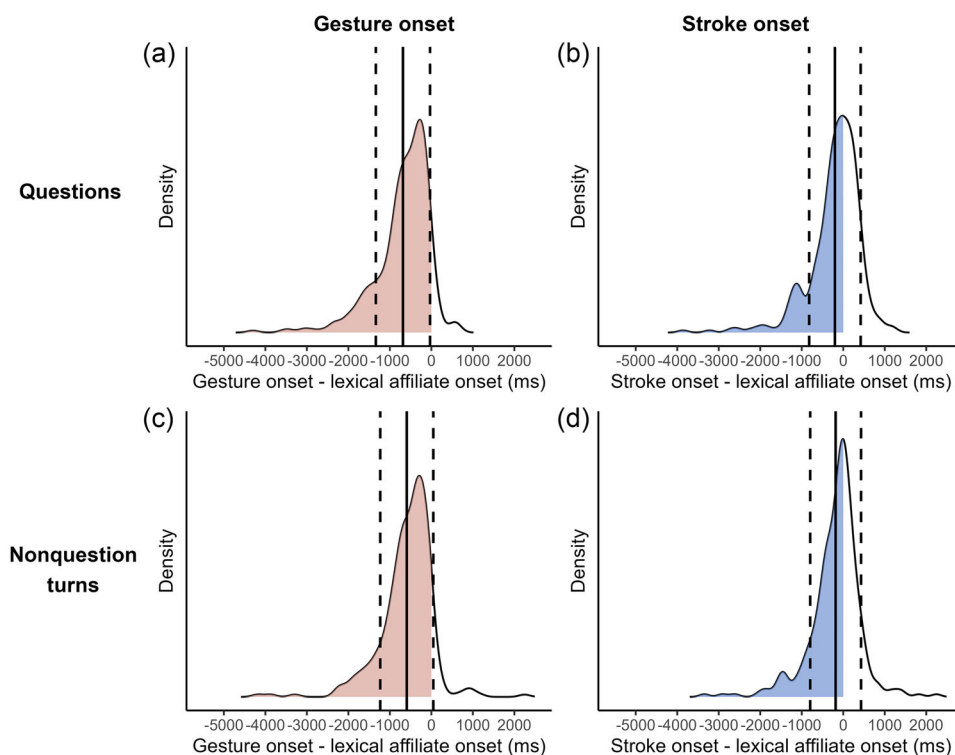 Gesture onset
Stroke onset
(a)
(b)
Questions
Density
Density
-5000 -4000 -3000 -2000 -1000 0 1000 2000
-5000 -4000 -3000 -2000 -1000 0 1000 2000
Gesture onset - lexical affiliate onset (ms)
Stroke onset - lexical affiliate onset (ms)
(c)
(d)
Nonquestion
turns
Density
Density
-5000 -4000 -3000 -2000 -1000 0 1000 2000
-5000 -4000 -3000 -2000 -1000 0 1000 2000
Gesture onset - lexical affiliate onset (ms)
Stroke onset - lexical affiliate onset (ms)